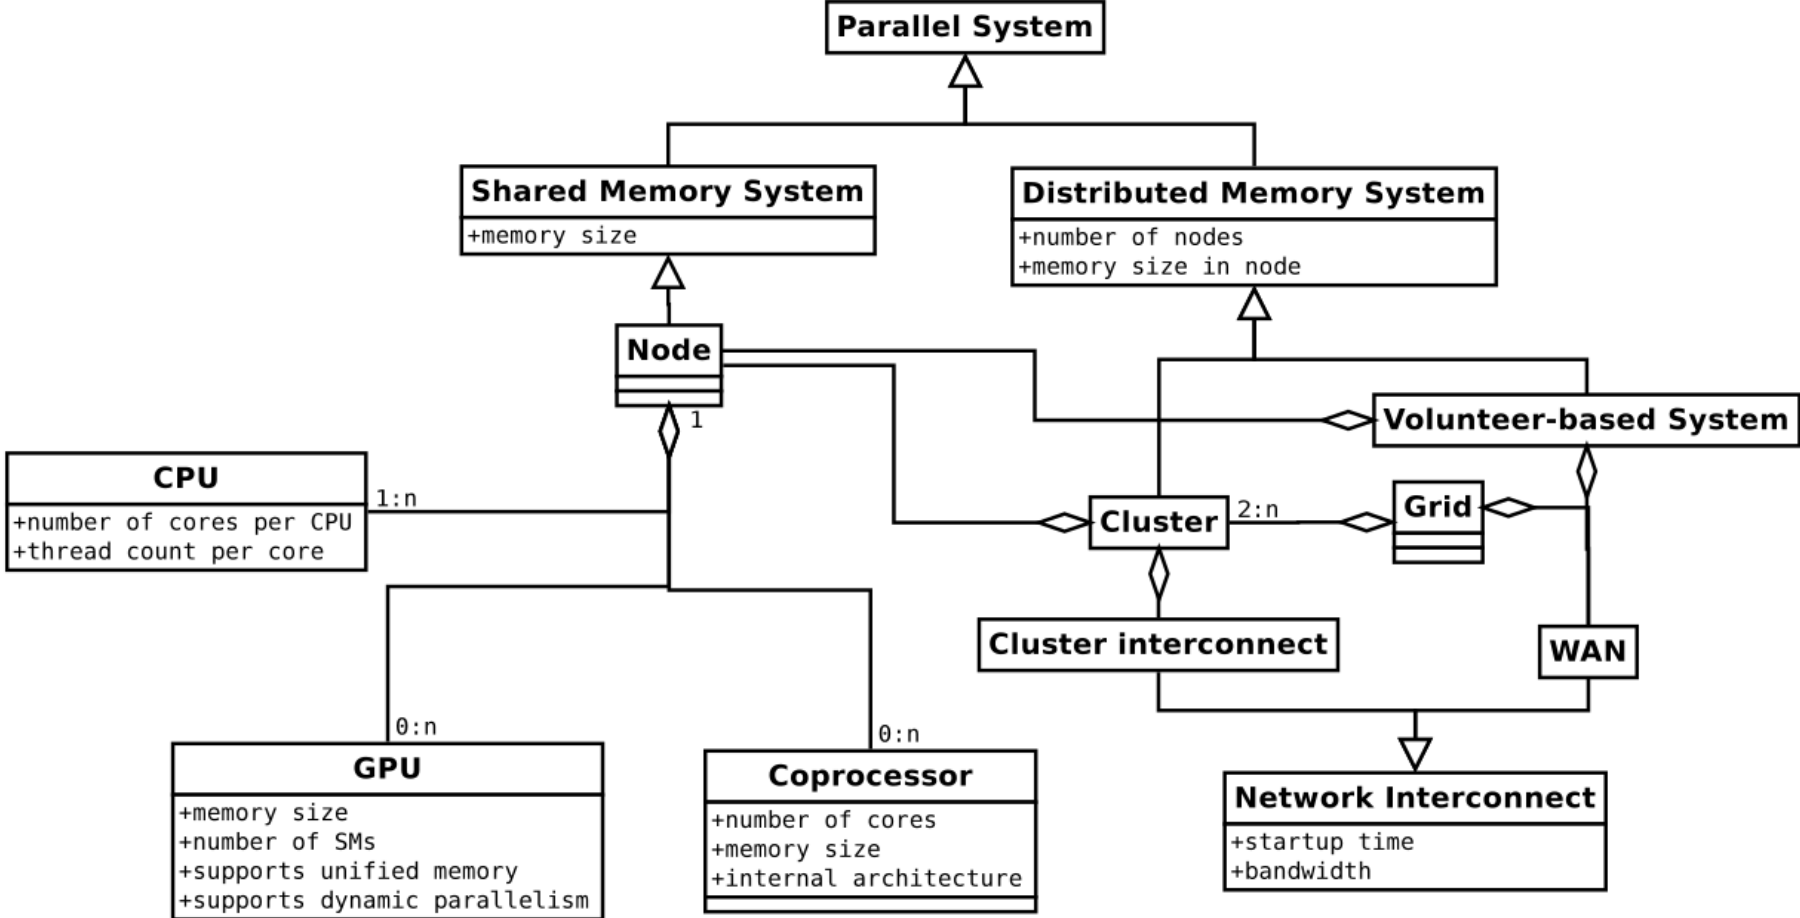 Parallel System
Shared Memory System
+memory size
Distributed Memory System
+number of nodes
+memory size in node
Node
1
Volunteer-based System
CPU
+number of cores per CPU
+thread count per core
1:n
Cluster
2:n
Grid
Cluster interconnect
WAN
0:n
GPU
+memory size
+number of SMs
+supports unified memory
+supports dynamic parallelism
0:n
Coprocessor
+number of cores
+memory size
+internal architecture
Network Interconnect
+startup time
+bandwidth